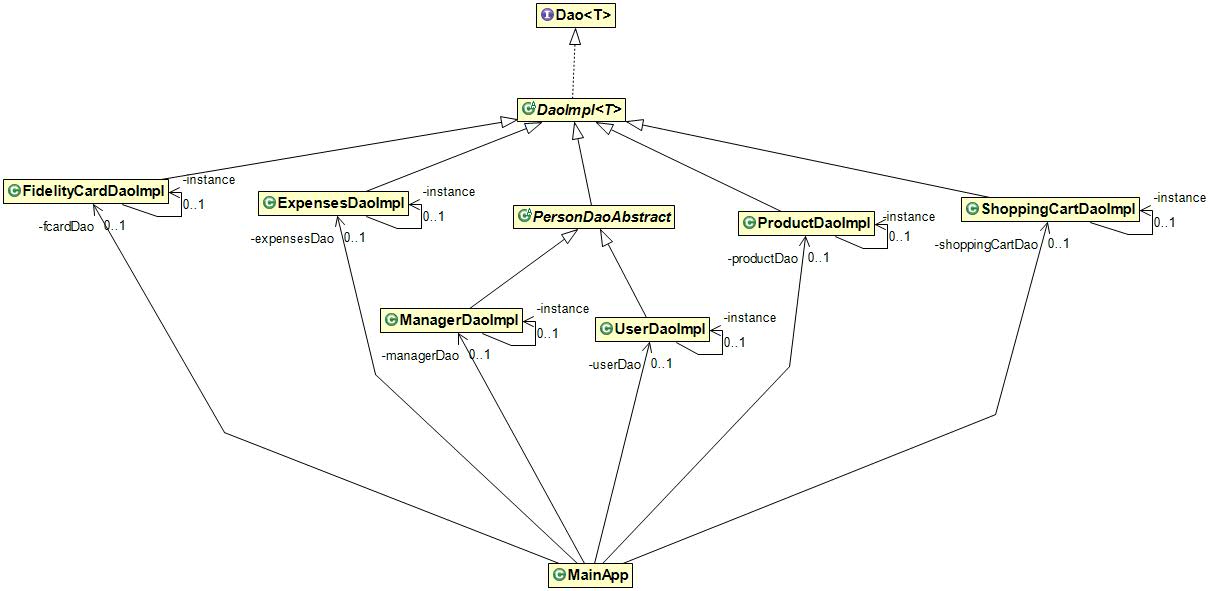 Dao<T>
DaoImpl<T>
FidelityCardDaoImpl
-instance
0..1
-fcardDao 0..1
ExpensesDaoImpl
-instance
0..1
-expensesDao 0..1
PersonDaoAbstract
ProductDaoImpl
-instance
0..1
-productDao 0..1
ShoppingCartDaoImpl
-instance
0..1
-shoppingCartDao 0..1
ManagerDaoImpl
-instance
0..1
-managerDao 0..1
UserDaoImpl
-instance
0..1
-userDao 0..1
MainApp